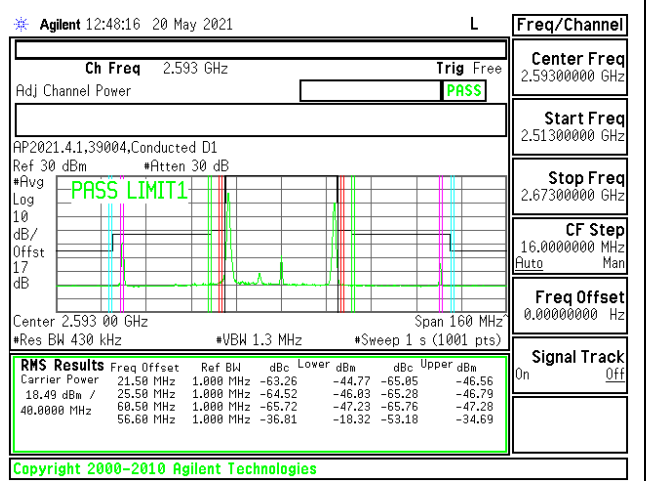 Agilent 12:48:16 20 May 2021 L
Ch Freq 2.593 GHz Trig Free
Adj Channel Power PASS
AP2021.4.1,39004,Conducted D1
Ref 30 dBm #Atten 30 dB
#Avg
Log
10
dB/
Offst
17
dB
PASS LIMIT1
Center 2.593 00 GHz Span 160 MHz^
#Res BW 430 kHz #VBW 1.3 MHz #Sweep 1 s (1001 pts)
RMS Results Freq Offset Ref BW dBc Lower dBm dBc Upper dBm
Carrier Power 21.50 MHz 1.000 MHz -63.26 -44.77 -65.05 -46.56
18.49 dBm / 25.50 MHz 1.000 MHz -64.52 -46.03 -65.28 -46.79
40.0000 MHz 60.50 MHz 1.000 MHz -65.72 -47.23 -65.76 -47.28
56.60 MHz 1.000 MHz -36.81 -18.32 -53.18 -34.69
Copyright 2000-2010 Agilent Technologies
Freq/Channel
Center Freq
2.59300000 GHz
Start Freq
2.51300000 GHz
Stop Freq
2.67300000 GHz
CF Step
16.0000000 MHz
Auto Man
Freq Offset
0.00000000 Hz
Signal Track
On Off